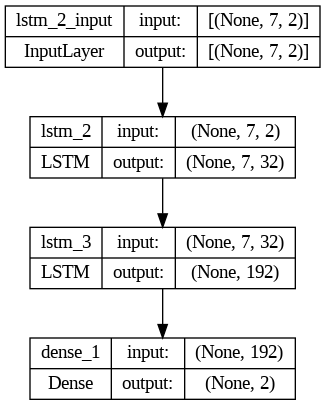 lstm_2_input input: [(None, 7, 2)]
InputLayer output: [(None, 7, 2)]
lstm_2 input: (None, 7, 2)
LSTM output: (None, 7, 32)
lstm_3 input: (None, 7, 32)
LSTM output: (None, 192)
dense_1 input: (None, 192)
Dense output: (None, 2)